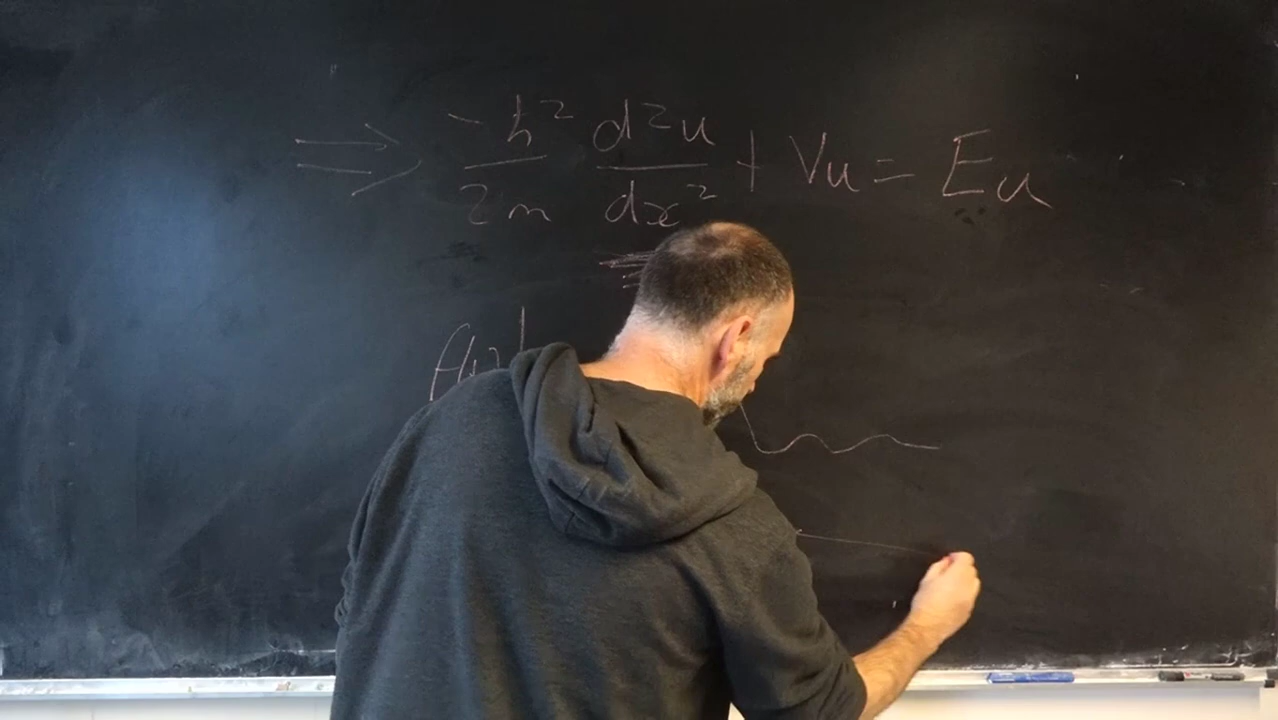 ⇒ -ħ²/2m d²u/dx² + Vu = Eu